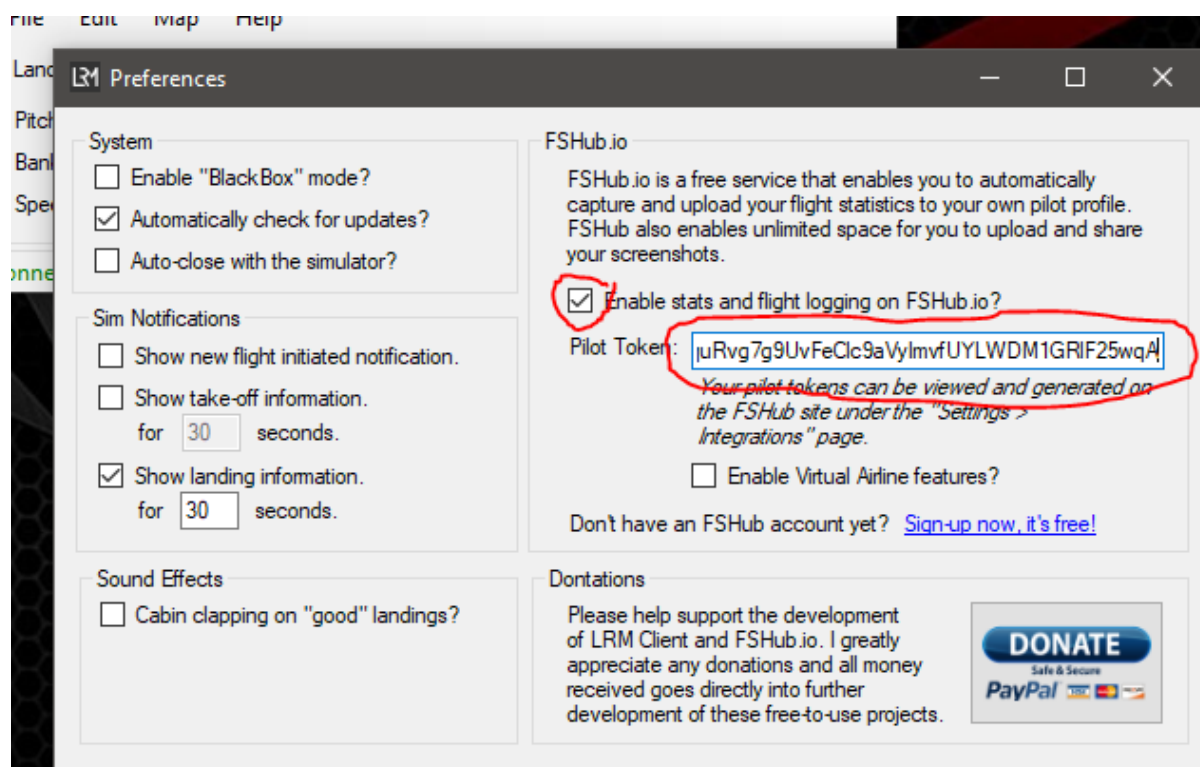 File Edit Map Help
LRM Preferences
System
Enable "BlackBox" mode?
Automatically check for updates?
Auto-close with the simulator?
Sim Notifications
Show new flight initiated notification.
Show take-off information.
for 30 seconds.
Show landing information.
for 30 seconds.
Sound Effects
Cabin clapping on "good" landings?
FSHub.io
FSHub.io is a free service that enables you to automatically
capture and upload your flight statistics to your own pilot profile.
FSHub also enables unlimited space for you to upload and share
your screenshots.
Enable stats and flight logging on FSHub.io?
Pilot Token:
Your pilot tokens can be viewed and generated on
the FSHub site under the "Settings >
Integrations" page.
Enable Virtual Airline features?
Don't have an FSHub account yet? Sign-up now, it's free!
Dontations
Please help support the development
of LRM Client and FSHub.io. I greatly
appreciate any donations and all money
received goes directly into further
development of these free-to-use projects.
DONATE
Safe & Secure
PayPal